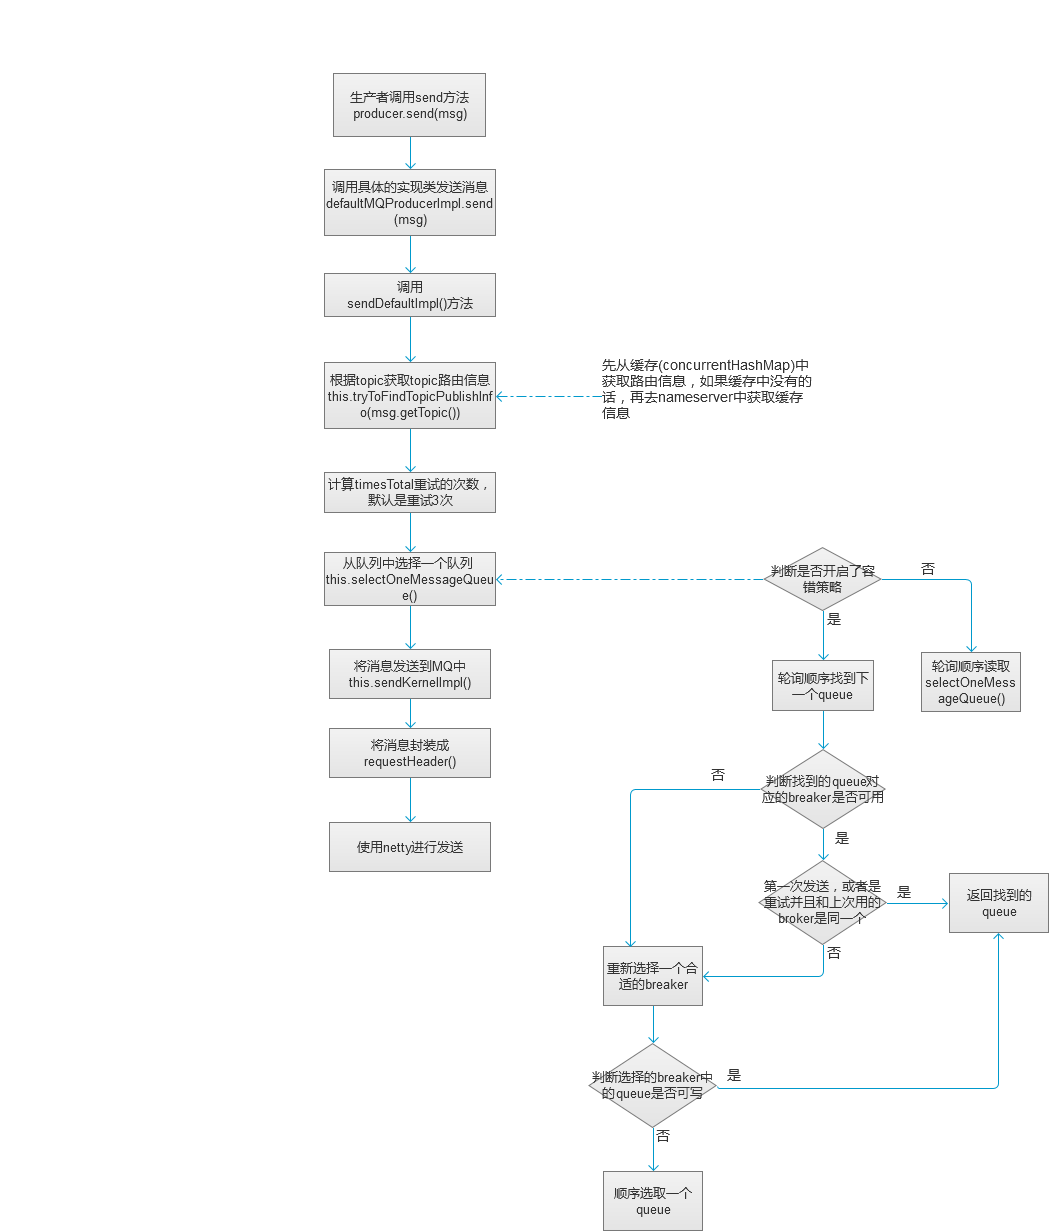 生产者调用send方法
producer.send(msg)
调用具体的实现类发送消息
defaultMQProducerImpl.send
(msg)
调用
sendDefaultImpl()方法
根据topic获取topic路由信息
this.tryToFindTopicPublishInf
o(msg.getTopic())
先从缓存(concurrentHashMap)中
获取路由信息，如果缓存中没有的
话，再去nameserver中获取缓存
信息
计算timesTotal重试的次数，
默认是重试3次
从队列中选择一个队列
this.selectOneMessageQueu
e()
判断是否开启了容
错策略
否
是
将消息发送到MQ中
this.sendKernelImpl()
轮询顺序找到下
一个queue
轮询顺序读取
selectOneMess
ageQueue()
将消息封装成
requestHeader()
判断找到的queue对
应的breaker是否可用
否
是
使用netty进行发送
第一次发送，或者是
重试并且和上次用的
broker是同一个
是
否
返回找到的
queue
重新选择一个合
适的breaker
判断选择的breaker中
的queue是否可写
是
否
顺序选取一个
queue